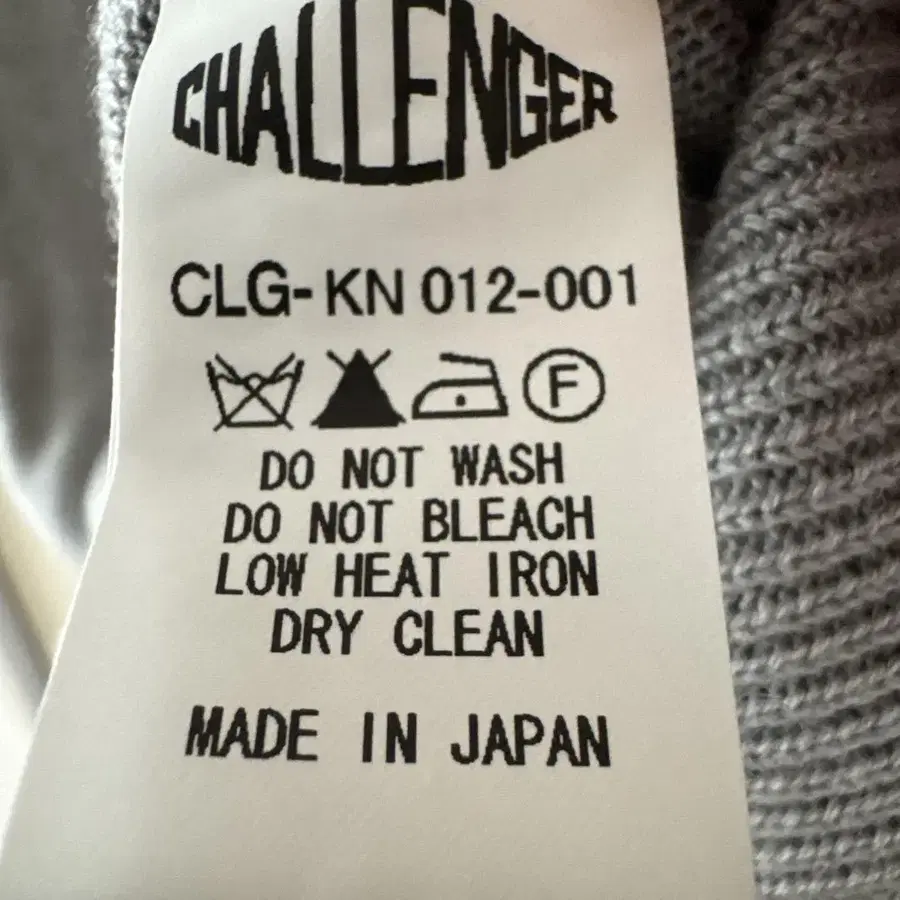 CHALLENGER
CLG-KN 012-001
F
DO NOT WASH
DO NOT BLEACH
LOW HEAT IRON
DRY CLEAN
MADE IN JAPAN